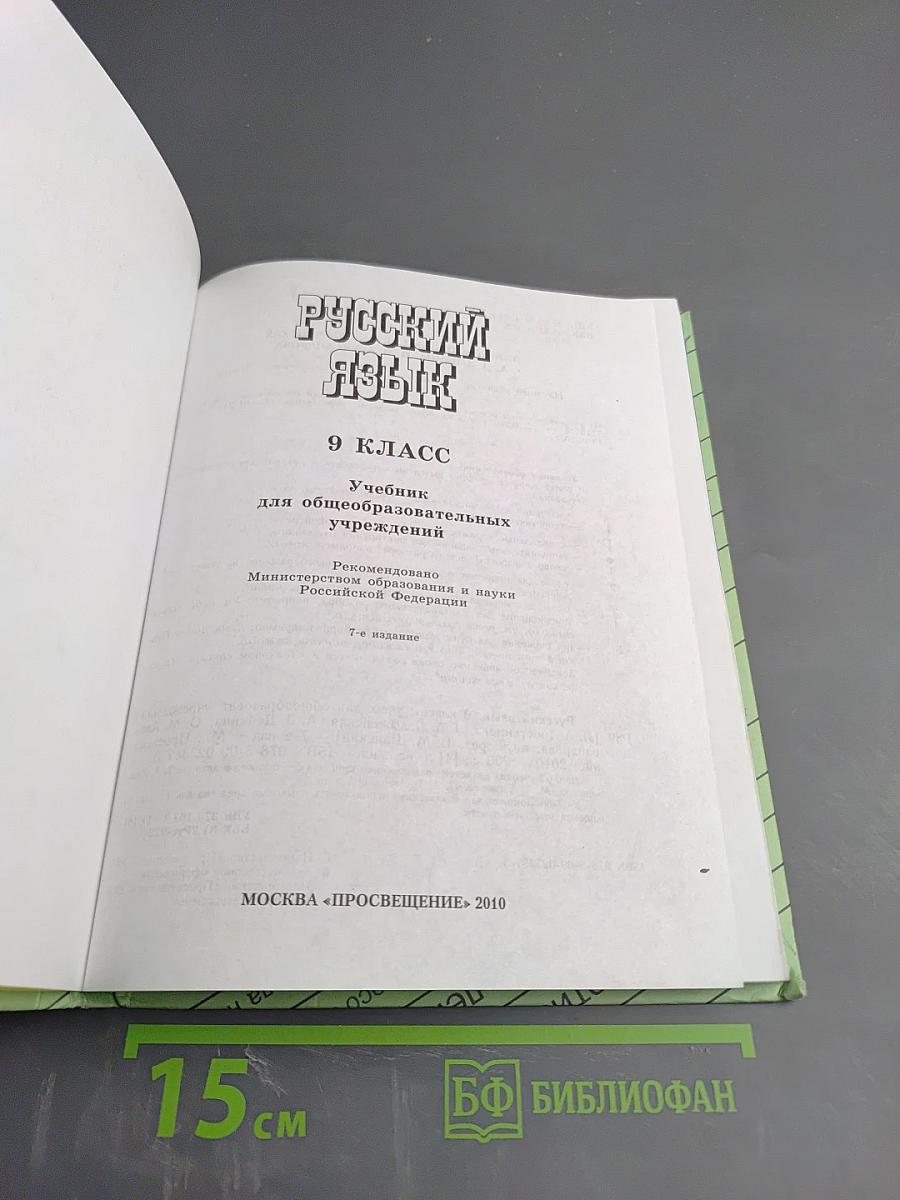 РУССКИЙ
ЯЗЫК
9 КЛАСС
Учебник
для общеобразовательных
учреждений
Рекомендовано
Министерством образования и науки
Российской Федерации
7-е издание
МОСКВА «ПРОСВЕЩЕНИЕ» 2010
15 см
БФ БИБЛИОФАН